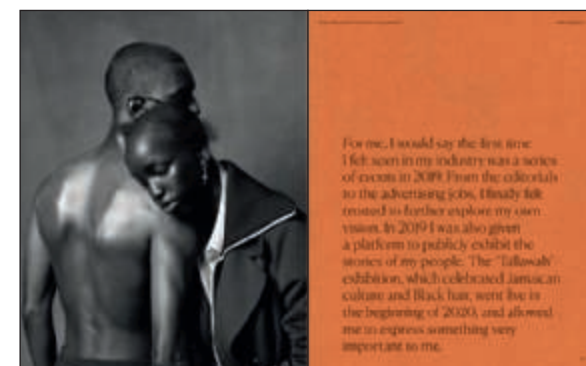 For me, I would say the first time
I felt seen in my industry was a series
of events in 2019. From the editorials
to the advertising jobs, I finally felt
trusted to further explore my own
vision. In 2019 I was also given
a platform to publicly exhibit the
stories of my people. The 'Tallawah'
exhibition, which celebrated Jamaican
culture and Black hair, went live in
the beginning of 2020, and allowed
me to express something very
important to me.